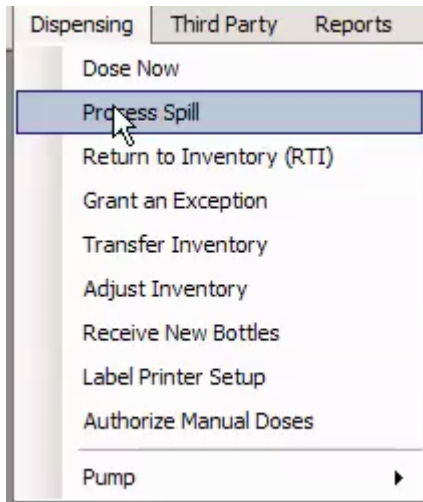 Dispensing Third Party Reports
Dose Now
Process Spill
Return to Inventory (RTI)
Grant an Exception
Transfer Inventory
Adjust Inventory
Receive New Bottles
Label Printer Setup
Authorize Manual Doses
Pump